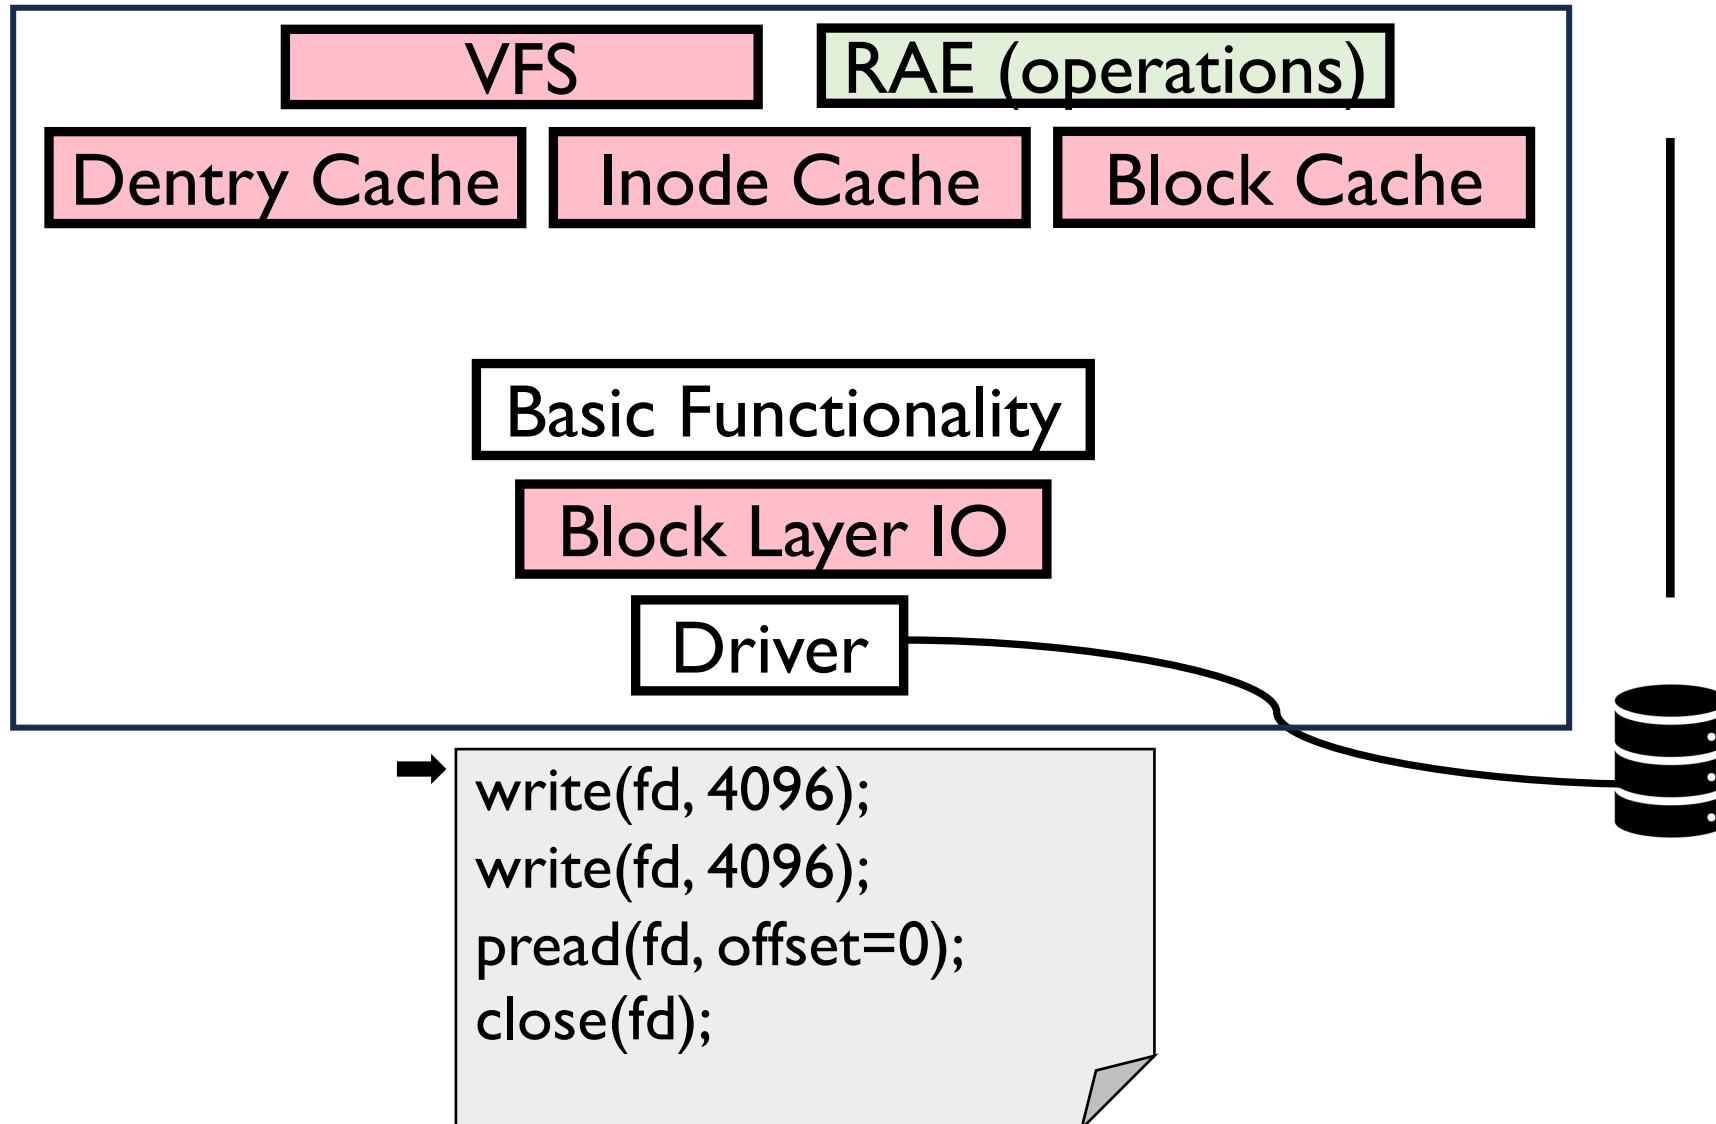 VFS
RAE (operations)
Dentry Cache
Inode Cache
Block Cache
Basic Functionality
Block Layer IO
Driver
write(fd, 4096);
write(fd, 4096);
pread(fd, offset=0);
close(fd);